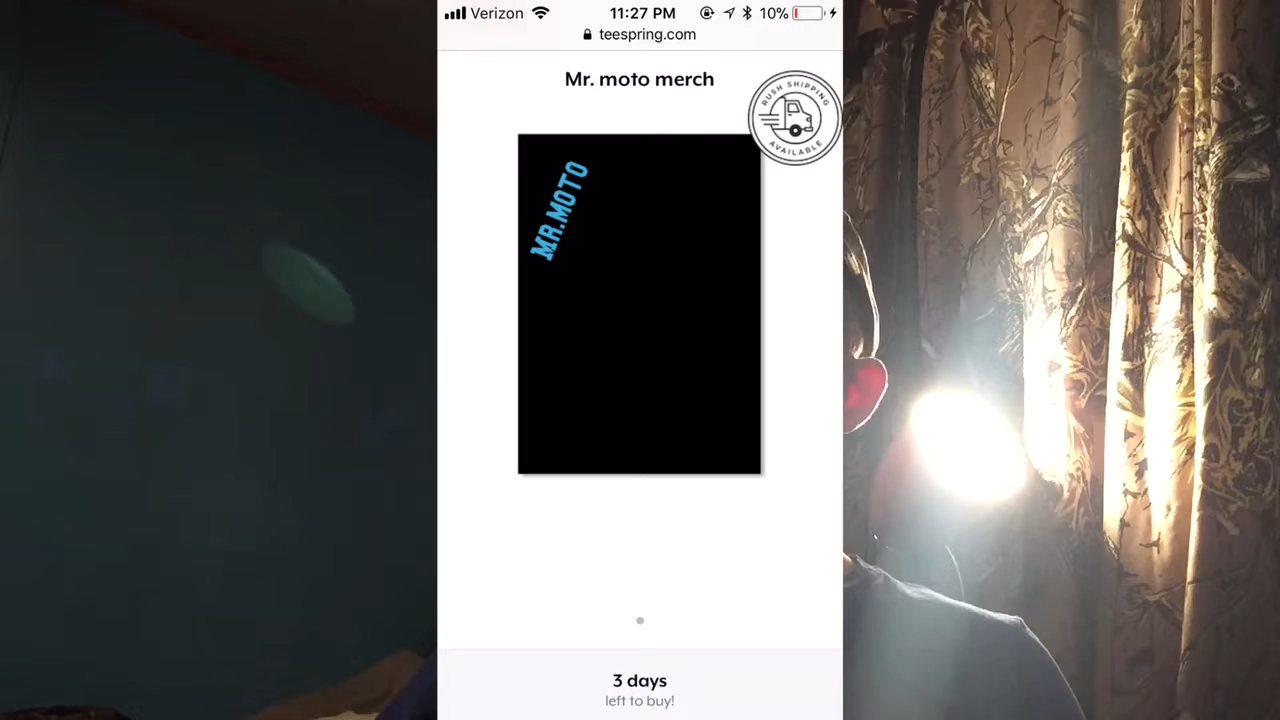 Verizon 11:27 PM 10%
teespring.com
Mr. moto merch
RUSH SHIPPING
AVAILABLE
MR.MOTO
3 days
left to buy!